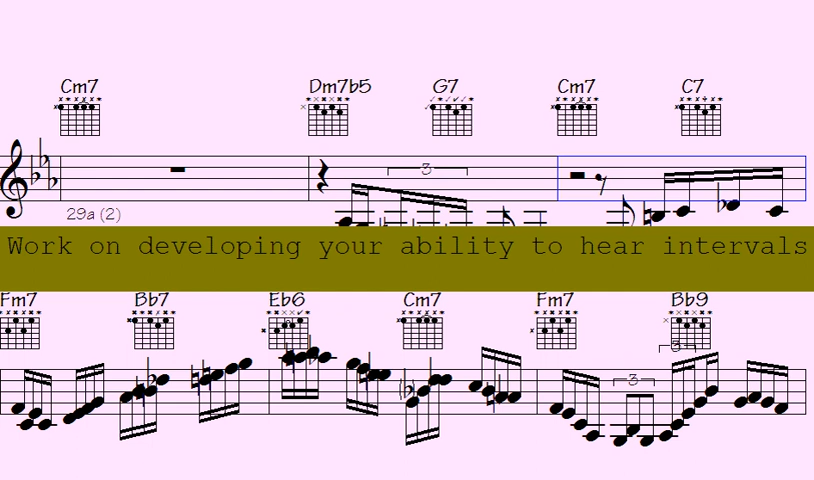 Cm7 Dm7b5 G7 Cm7 C7
3
29a (2)
Work on developing your ability to hear intervals
Fm7 Bb7 Eb6 Cm7 Fm7 Bb9
3
3